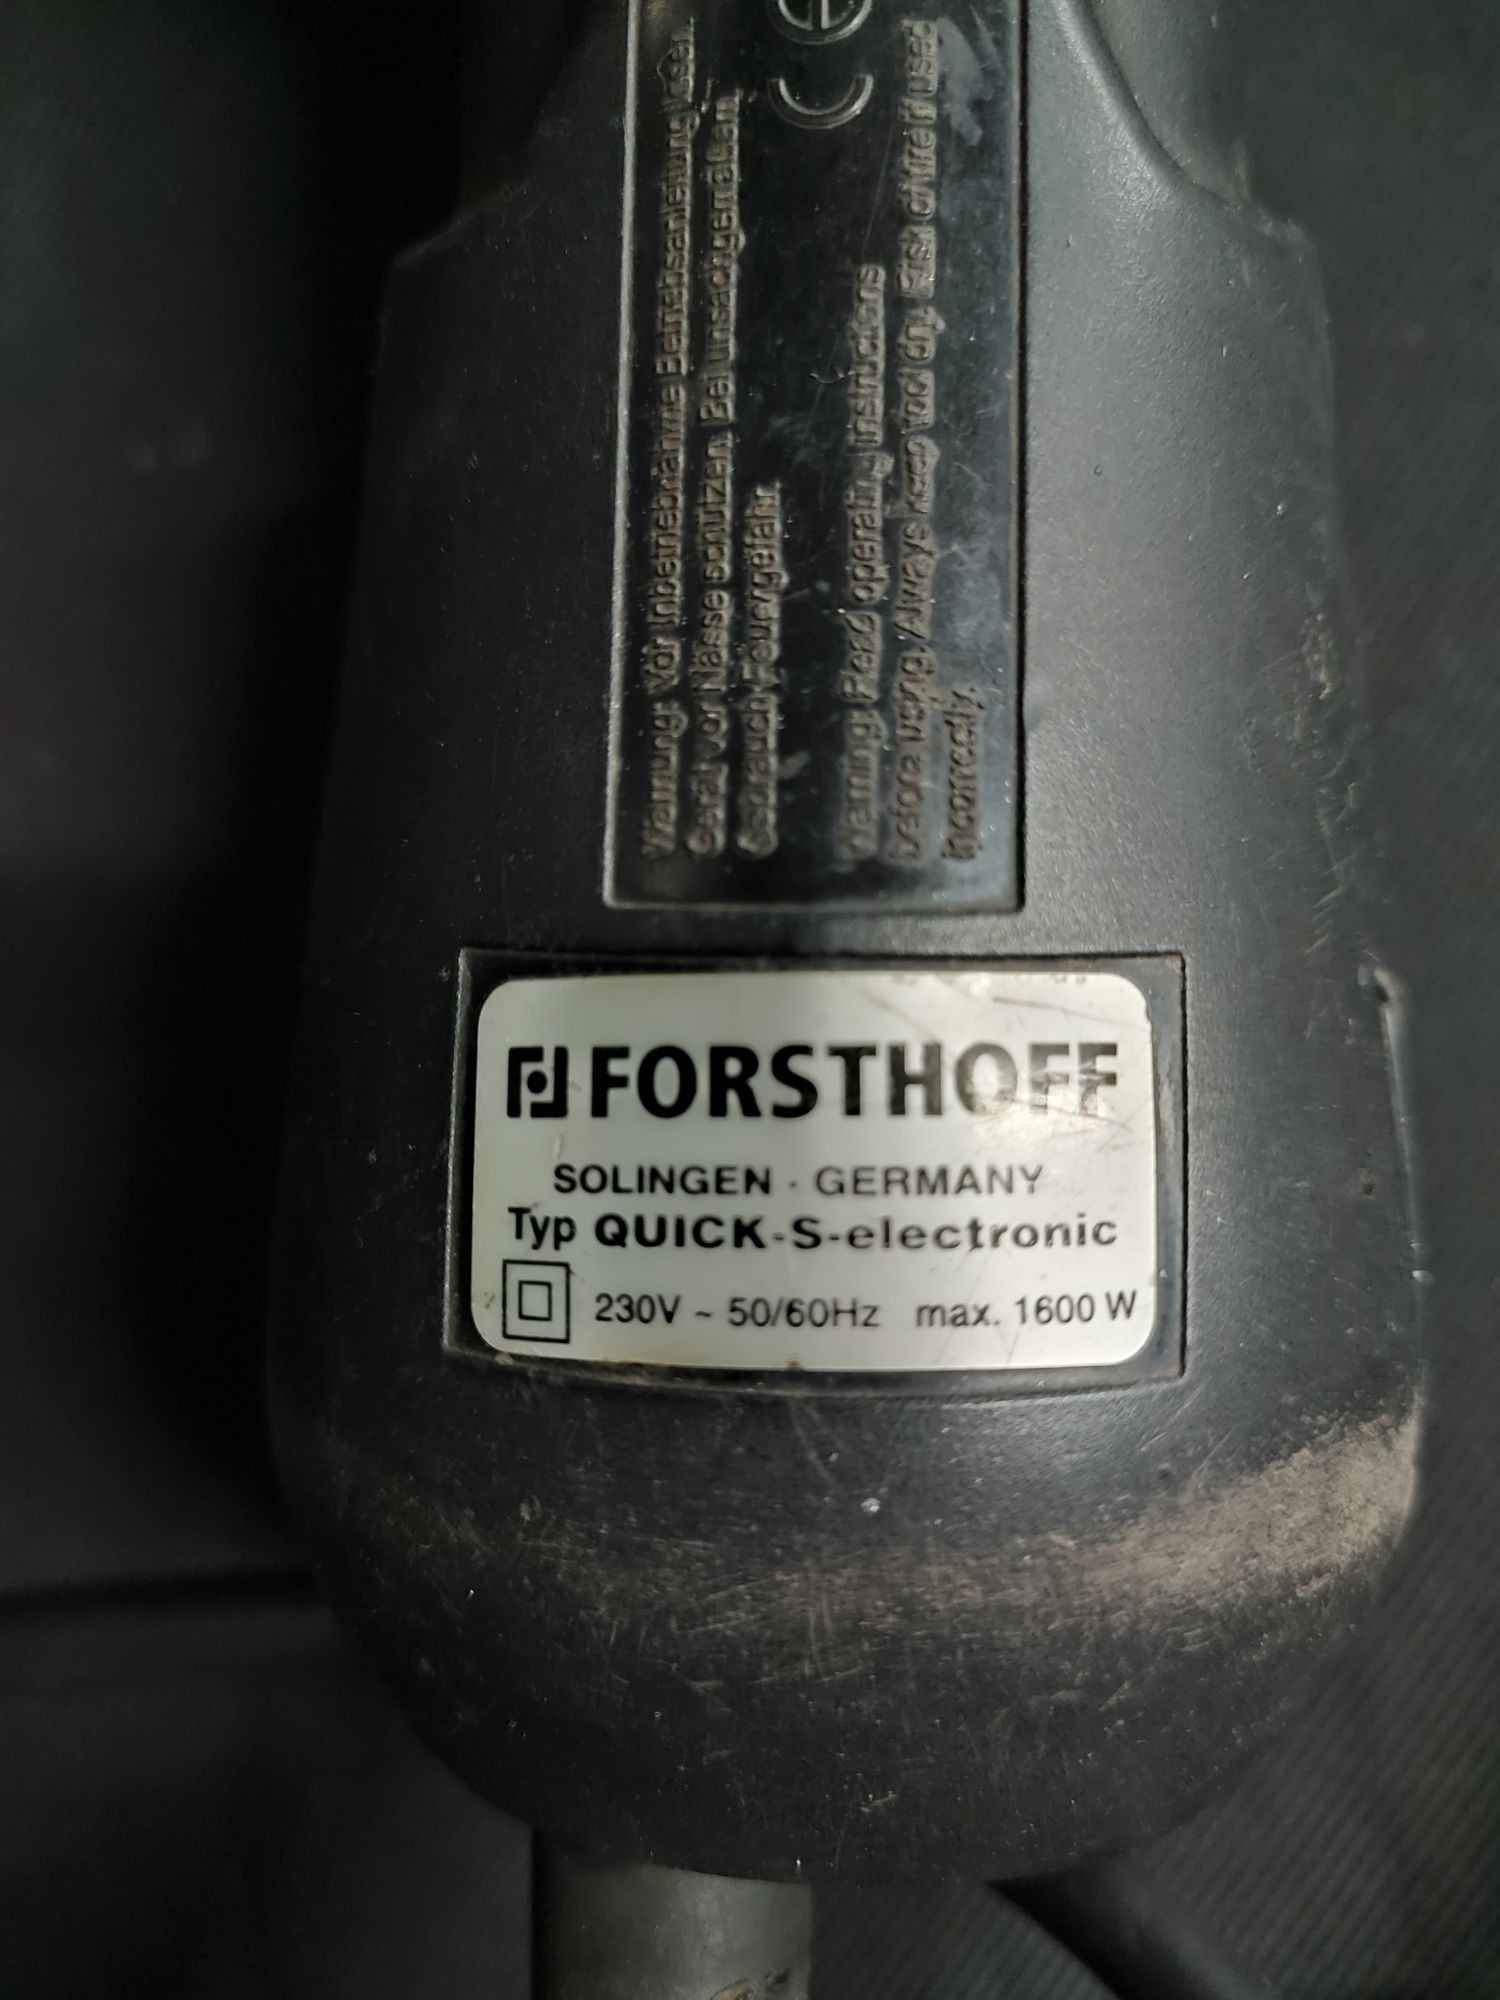 Warnung: Vor Inbetriebnahme Betriebsanleitung lesen.
Gerät vor Nässe schützen. Bei unsachgemäßem
Gebrauch Feuergefahr.
CE
Warning: Read operating instructions
before using. Always keep tool dry. Risk of fire if used
incorrectly.
FORSTHOFF
SOLINGEN · GERMANY
Typ QUICK-S-electronic
230V ~ 50/60Hz max. 1600 W